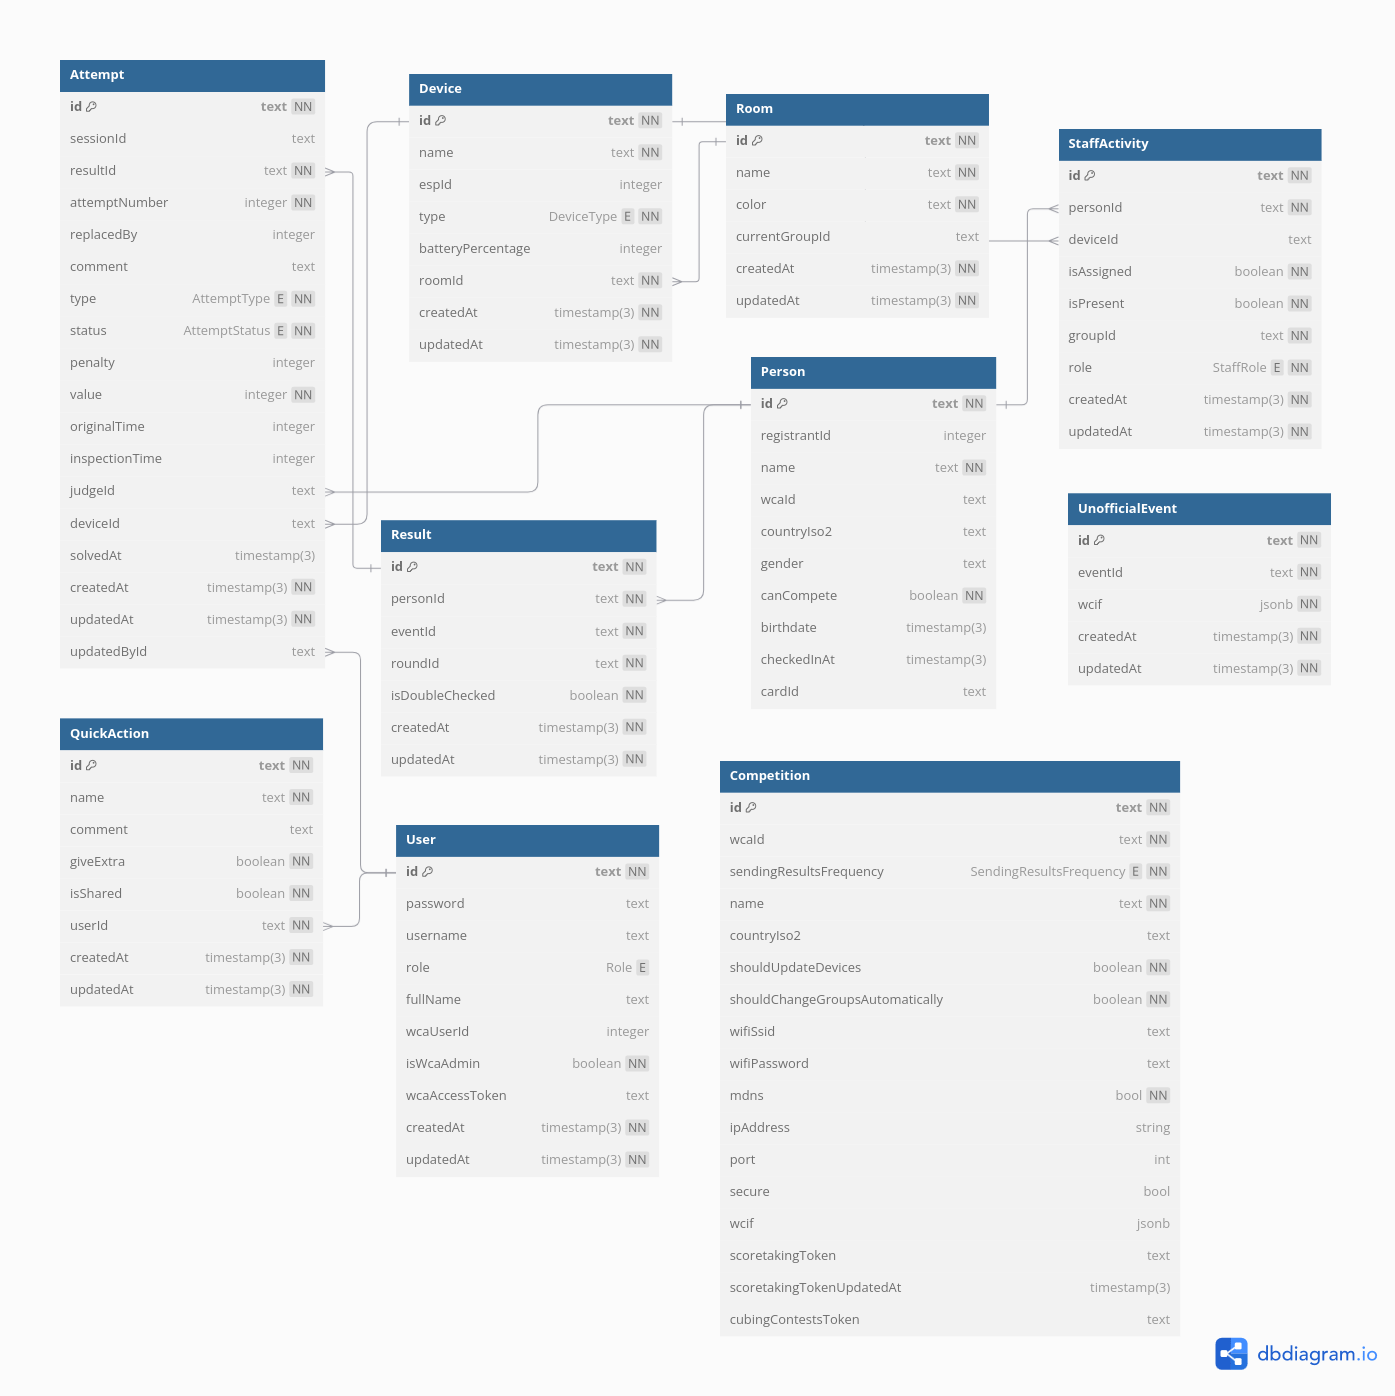 Attempt
id text NN
sessionId text
resultId text NN
attemptNumber integer NN
replacedBy integer
comment text
type AttemptType E NN
status AttemptStatus E NN
penalty integer
value integer NN
originalTime integer
inspectionTime integer
judgeId text
deviceId text
solvedAt timestamp(3)
createdAt timestamp(3) NN
updatedAt timestamp(3) NN
updatedById text
Device
id text NN
name text NN
espId integer
type DeviceType E NN
batteryPercentage integer
roomId text NN
createdAt timestamp(3) NN
updatedAt timestamp(3) NN
Room
id text NN
name text NN
color text NN
currentGroupId text
createdAt timestamp(3) NN
updatedAt timestamp(3) NN
StaffActivity
id text NN
personId text NN
deviceId text
isAssigned boolean NN
isPresent boolean NN
groupId text NN
role StaffRole E NN
createdAt timestamp(3) NN
updatedAt timestamp(3) NN
Person
id text NN
registrantId integer
name text NN
wcaId text
countryIso2 text
gender text
canCompete boolean NN
birthdate timestamp(3)
checkedInAt timestamp(3)
cardId text
UnofficialEvent
id text NN
eventId text NN
wcif jsonb NN
createdAt timestamp(3) NN
updatedAt timestamp(3) NN
Result
id text NN
personId text NN
eventId text NN
roundId text NN
isDoubleChecked boolean NN
createdAt timestamp(3) NN
updatedAt timestamp(3) NN
QuickAction
id text NN
name text NN
comment text
giveExtra boolean NN
isShared boolean NN
userId text NN
createdAt timestamp(3) NN
updatedAt timestamp(3) NN
User
id text NN
password text
username text
role Role E
fullName text
wcaUserId integer
isWcaAdmin boolean NN
wcaAccessToken text
createdAt timestamp(3) NN
updatedAt timestamp(3) NN
Competition
id text NN
wcaId text NN
sendingResultsFrequency SendingResultsFrequency E NN
name text NN
countryIso2 text
shouldUpdateDevices boolean NN
shouldChangeGroupsAutomatically boolean NN
wifiSsid text
wifiPassword text
mdns bool NN
ipAddress string
port int
secure bool
wcif jsonb
scoretakingToken text
scoretakingTokenUpdatedAt timestamp(3)
cubingContestsToken text
dbdiagram.io